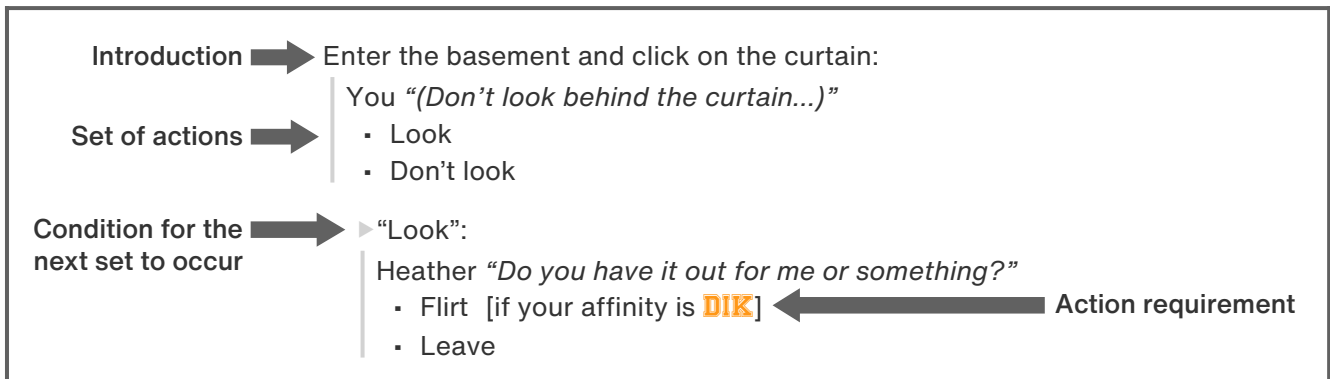 Introduction
Enter the basement and click on the curtain:
You “(Don’t look behind the curtain...)”
Set of actions
▪ Look
▪ Don’t look
Condition for the
next set to occur
“Look”:
Heather “Do you have it out for me or something?”
▪ Flirt [if your affinity is DIK]
Action requirement
▪ Leave